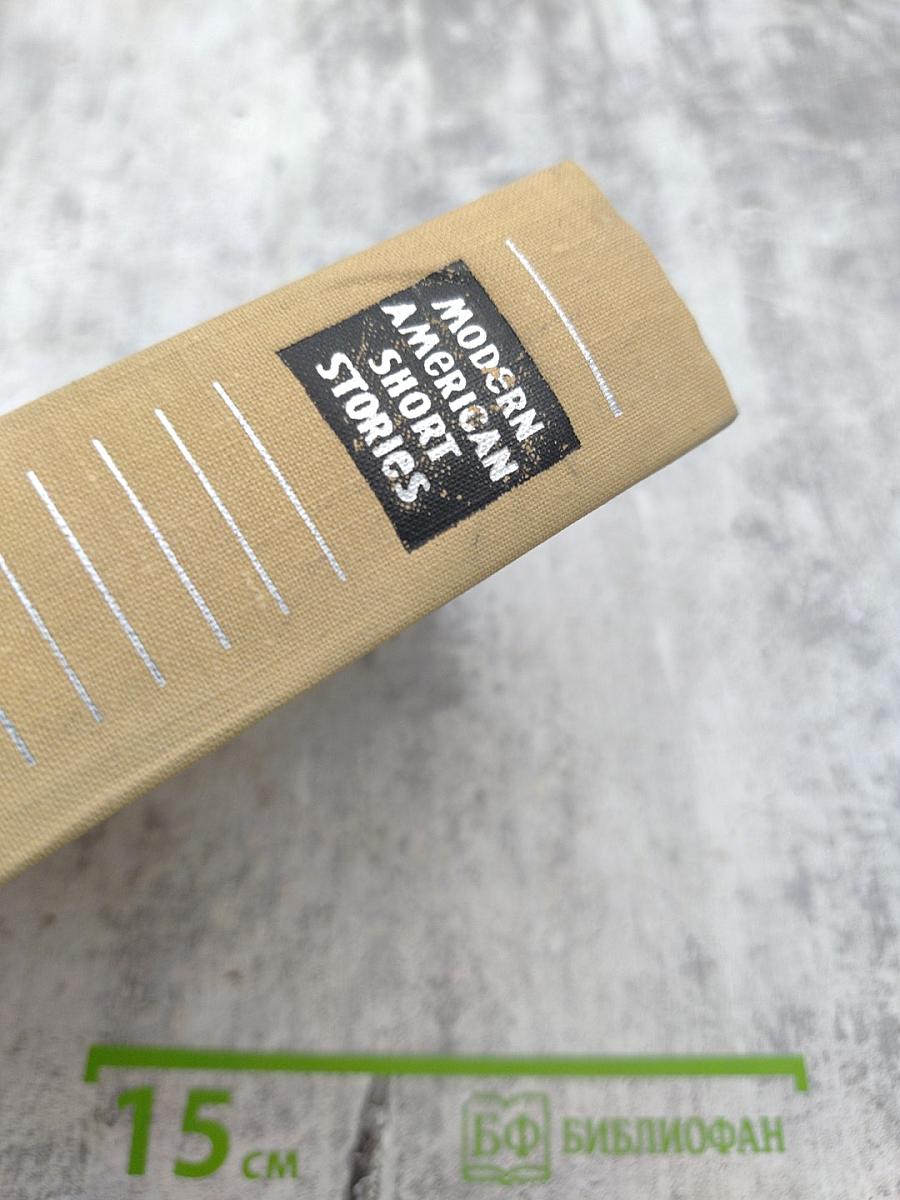 MODERN
AMERICAN
SHORT
STORIES
15 см
БФ БИБЛИОФАН